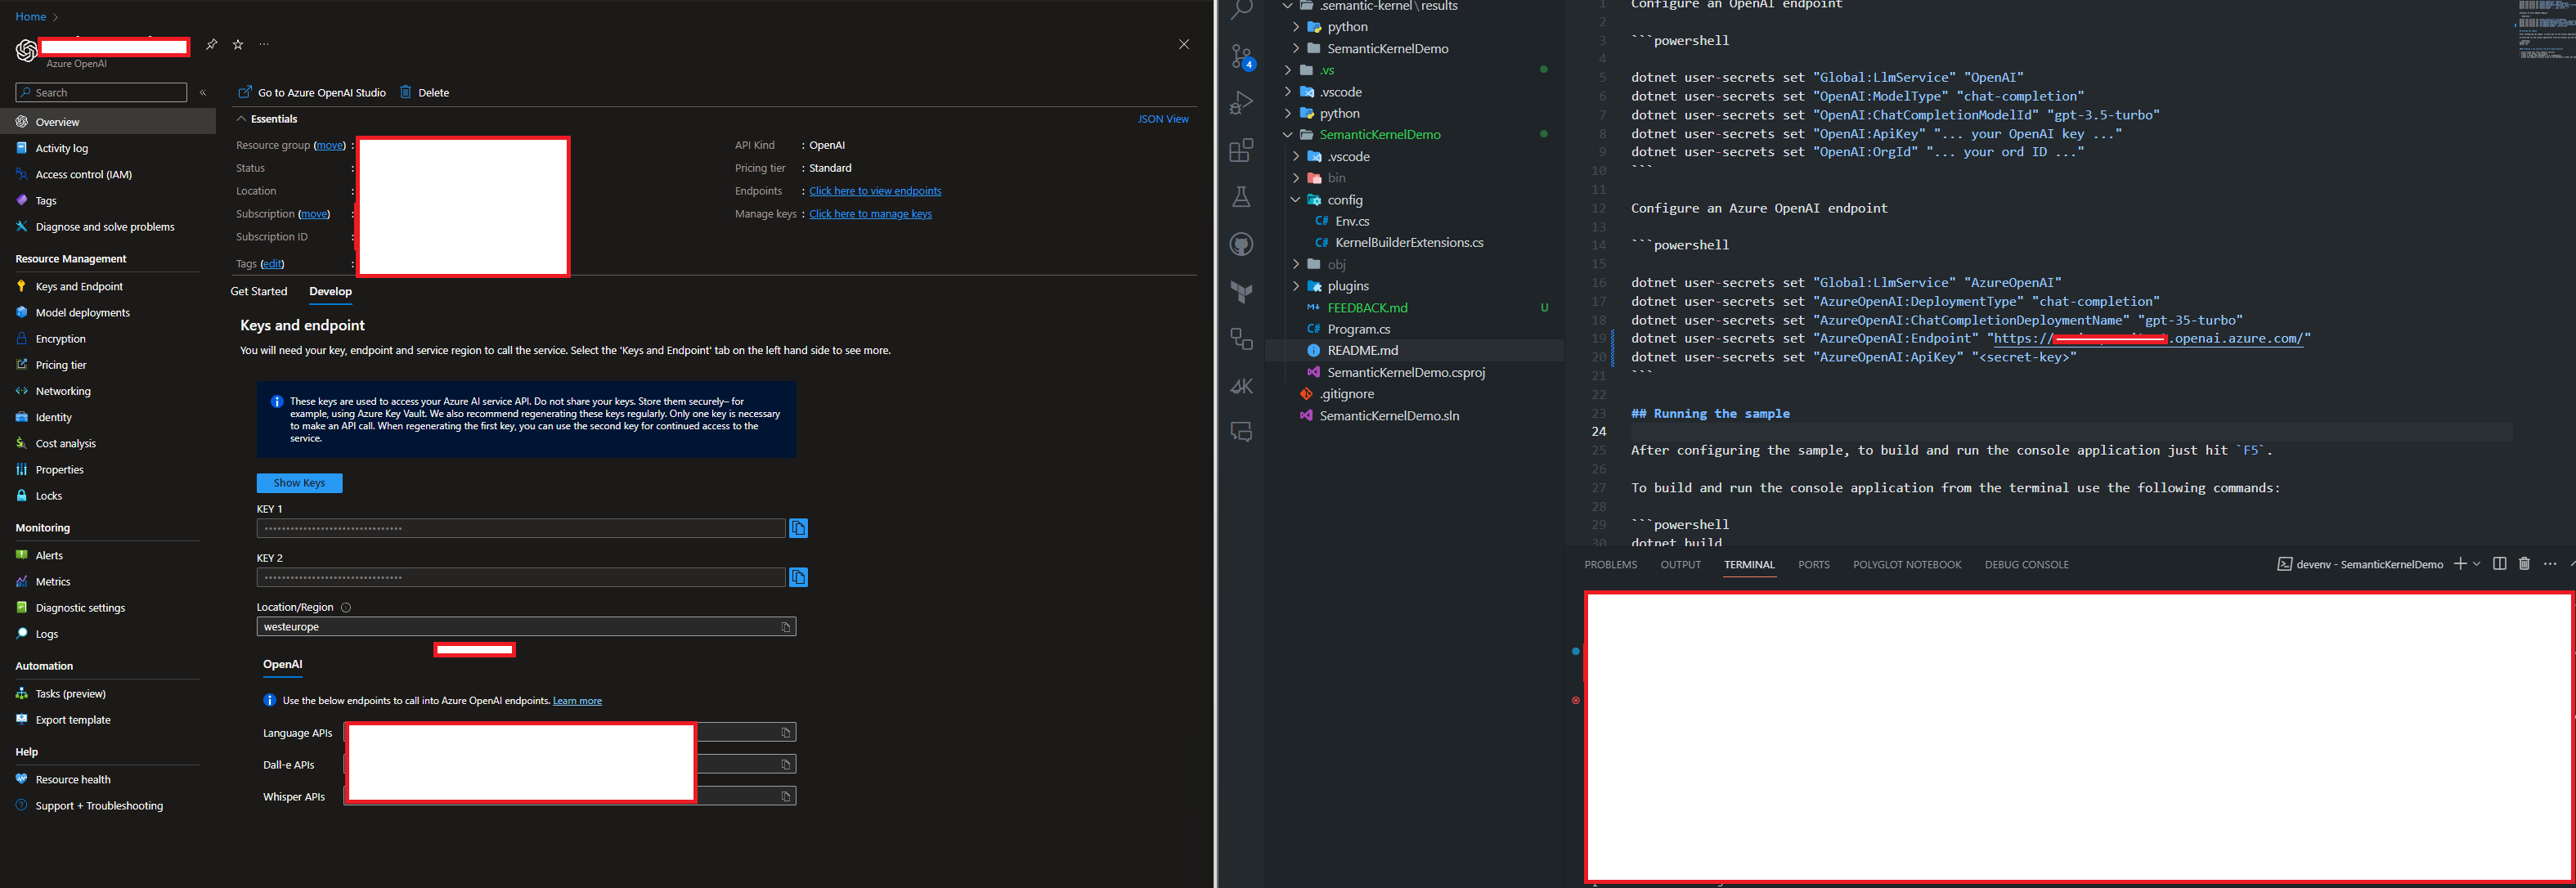 Home
Azure OpenAI
Search
Overview
Activity log
Access control (IAM)
Tags
Diagnose and solve problems
Resource Management
Keys and Endpoint
Model deployments
Encryption
Pricing tier
Networking
Identity
Cost analysis
Properties
Locks
Monitoring
Alerts
Metrics
Diagnostic settings
Logs
Automation
Tasks (preview)
Export template
Help
Resource health
Support + Troubleshooting
Go to Azure OpenAI Studio
Delete
Essentials
JSON View
Resource group (move) :
Status :
Location :
Subscription (move) :
Subscription ID :
Tags (edit) :
API Kind : OpenAI
Pricing tier : Standard
Endpoints : Click here to view endpoints
Manage keys : Click here to manage keys
Get Started
Develop
Keys and endpoint
You will need your key, endpoint and service region to call the service. Select the 'Keys and Endpoint' tab on the left hand side to see more.
These keys are used to access your Azure AI service API. Do not share your keys. Store them securely– for
example, using Azure Key Vault. We also recommend regenerating these keys regularly. Only one key is necessary
to make an API call. When regenerating the first key, you can use the second key for continued access to the
service.
Show Keys
KEY 1
KEY 2
Location/Region
westeurope
OpenAI
Use the below endpoints to call into Azure OpenAI endpoints. Learn more
Language APIs
Dall-e APIs
Whisper APIs
4
.semantic-kernel\results
python
SemanticKernelDemo
.vs
.vscode
python
SemanticKernelDemo
.vscode
bin
config
C# Env.cs
C# KernelBuilderExtensions.cs
obj
plugins
FEEDBACK.md U
C# Program.cs
README.md
SemanticKernelDemo.csproj
.gitignore
SemanticKernelDemo.sln
1 Configure an OpenAI endpoint
2
3 ```powershell
4
5 dotnet user-secrets set "Global:LlmService" "OpenAI"
6 dotnet user-secrets set "OpenAI:ModelType" "chat-completion"
7 dotnet user-secrets set "OpenAI:ChatCompletionModelId" "gpt-3.5-turbo"
8 dotnet user-secrets set "OpenAI:ApiKey" "... your OpenAI key ..."
9 dotnet user-secrets set "OpenAI:OrgId" "... your ord ID ..."
10 ```
11
12 Configure an Azure OpenAI endpoint
13
14 ```powershell
15
16 dotnet user-secrets set "Global:LlmService" "AzureOpenAI"
17 dotnet user-secrets set "AzureOpenAI:DeploymentType" "chat-completion"
18 dotnet user-secrets set "AzureOpenAI:ChatCompletionDeploymentName" "gpt-35-turbo"
19 dotnet user-secrets set "AzureOpenAI:Endpoint" "https:// .openai.azure.com/"
20 dotnet user-secrets set "AzureOpenAI:ApiKey" "<secret-key>"
21 ```
22
23 ## Running the sample
24
25 After configuring the sample, to build and run the console application just hit `F5`.
26
27 To build and run the console application from the terminal use the following commands:
28
29 ```powershell
30 dotnet build
PROBLEMS OUTPUT TERMINAL PORTS POLYGLOT NOTEBOOK DEBUG CONSOLE
devenv - SemanticKernelDemo